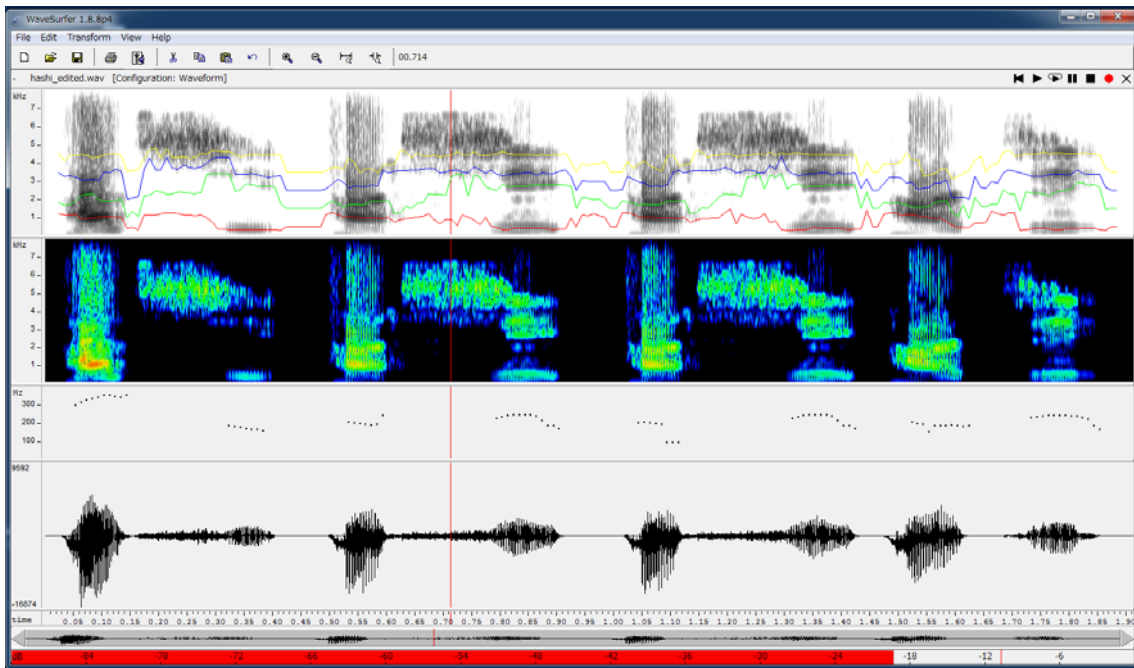 WaveSurfer 1.8.8p4
File Edit Transform View Help
00.714
- hashi_edited.wav [Configuration: Waveform]
kHz
7
6
5
4
3
2
1
kHz
7
6
5
4
3
2
1
Hz
300
200
100
9592
-16874
time 0.05 0.10 0.15 0.20 0.25 0.30 0.35 0.40 0.45 0.50 0.55 0.60 0.65 0.70 0.75 0.80 0.85 0.90 0.95 1.00 1.05 1.10 1.15 1.20 1.25 1.30 1.35 1.40 1.45 1.50 1.55 1.60 1.65 1.70 1.75 1.80 1.85 1.90
dB -84 -78 -72 -66 -60 -54 -48 -42 -36 -30 -24 -18 -12 -6